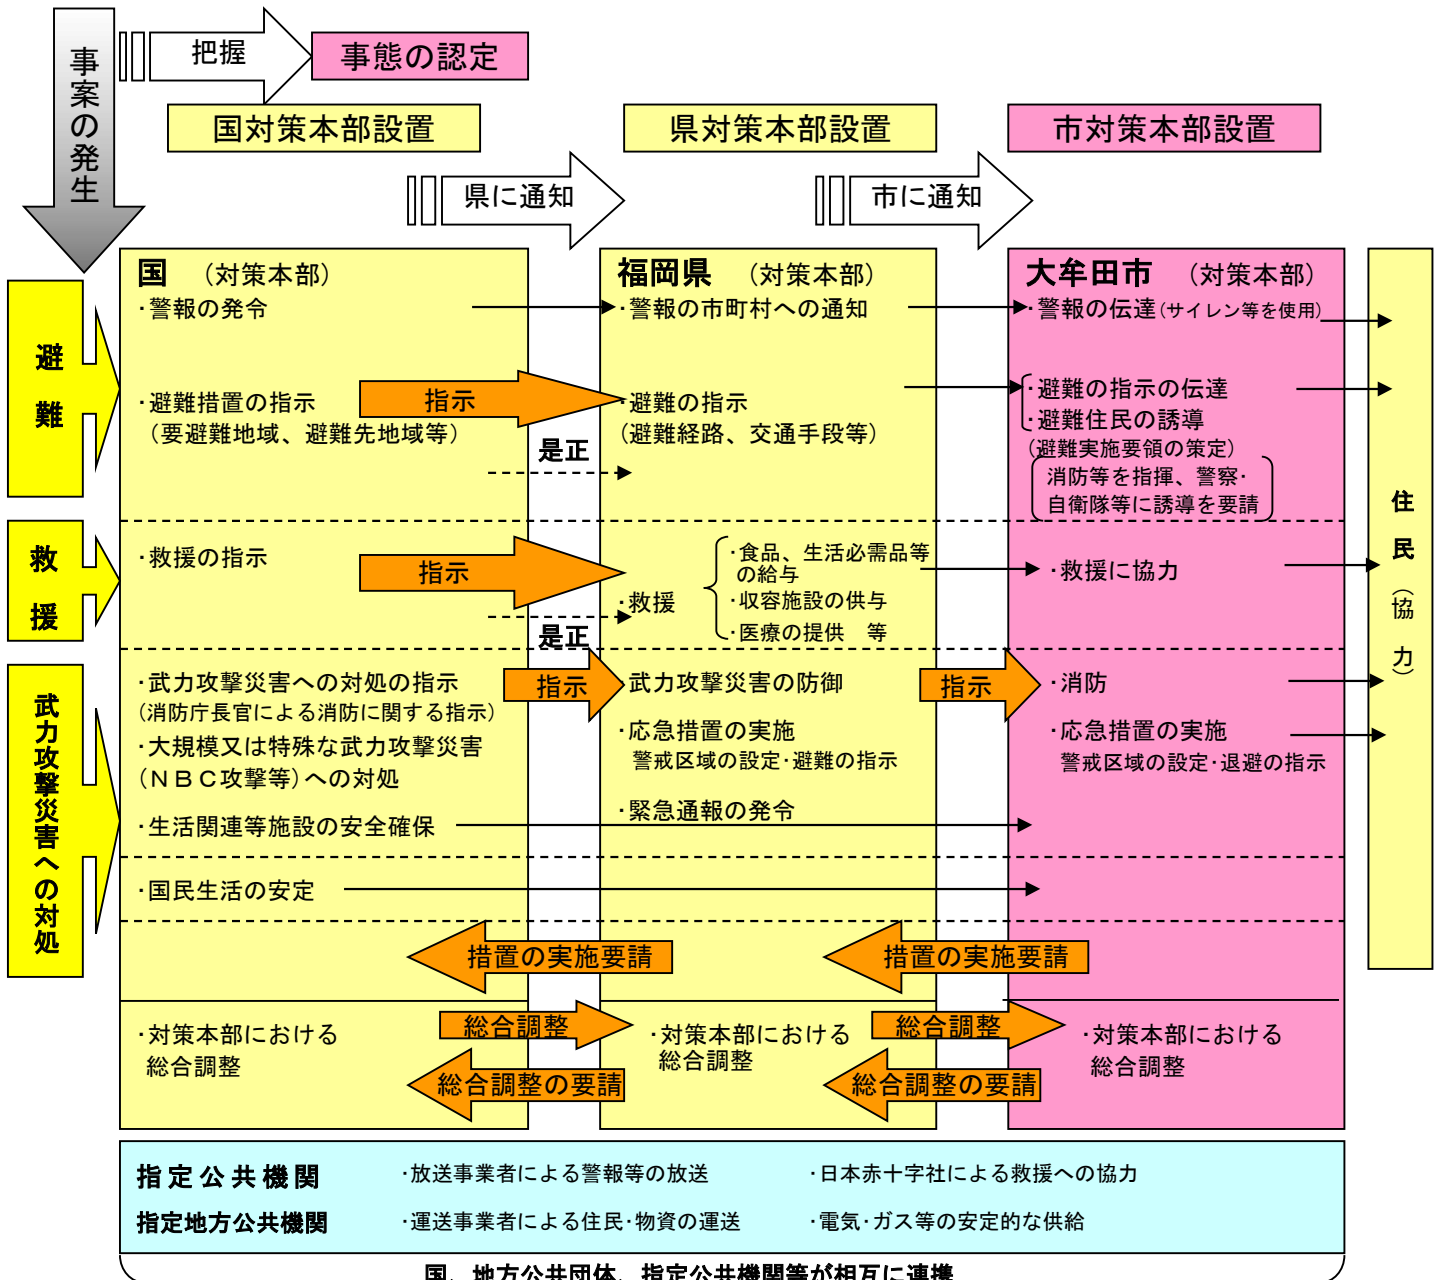 事案の発生
把握
事態の認定
国対策本部設置
県対策本部設置
市対策本部設置
県に通知
市に通知
避難
救援
武力攻撃災害への対処
国 （対策本部）
・警報の発令
・避難措置の指示
（要避難地域、避難先地域等）
指示
是正
・救援の指示
指示
是正
・武力攻撃災害への対処の指示
（消防庁長官による消防に関する指示）
・大規模又は特殊な武力攻撃災害
（ＮＢＣ攻撃等）への対処
・生活関連等施設の安全確保
・国民生活の安定
指示
福岡県 （対策本部）
・警報の市町村への通知
・避難の指示
（避難経路、交通手段等）
・救援
・食品、生活必需品等
の給与
・収容施設の供与
・医療の提供 等
武力攻撃災害の防御
・応急措置の実施
警戒区域の設定・避難の指示
・緊急通報の発令
指示
大牟田市 （対策本部）
・警報の伝達（サイレン等を使用）
・避難の指示の伝達
・避難住民の誘導
（避難実施要領の策定）
消防等を指揮、警察・
自衛隊等に誘導を要請
・救援に協力
・消防
・応急措置の実施
警戒区域の設定・退避の指示
住民（協力）
措置の実施要請
措置の実施要請
・対策本部における
総合調整
総合調整
総合調整の要請
・対策本部における
総合調整
総合調整
総合調整の要請
・対策本部における
総合調整
指定公共機関
・放送事業者による警報等の放送
・日本赤十字社による救援への協力
指定地方公共機関
・運送事業者による住民・物資の運送
・電気・ガス等の安定的な供給
国、地方公共団体、指定公共機関等が相互に連携